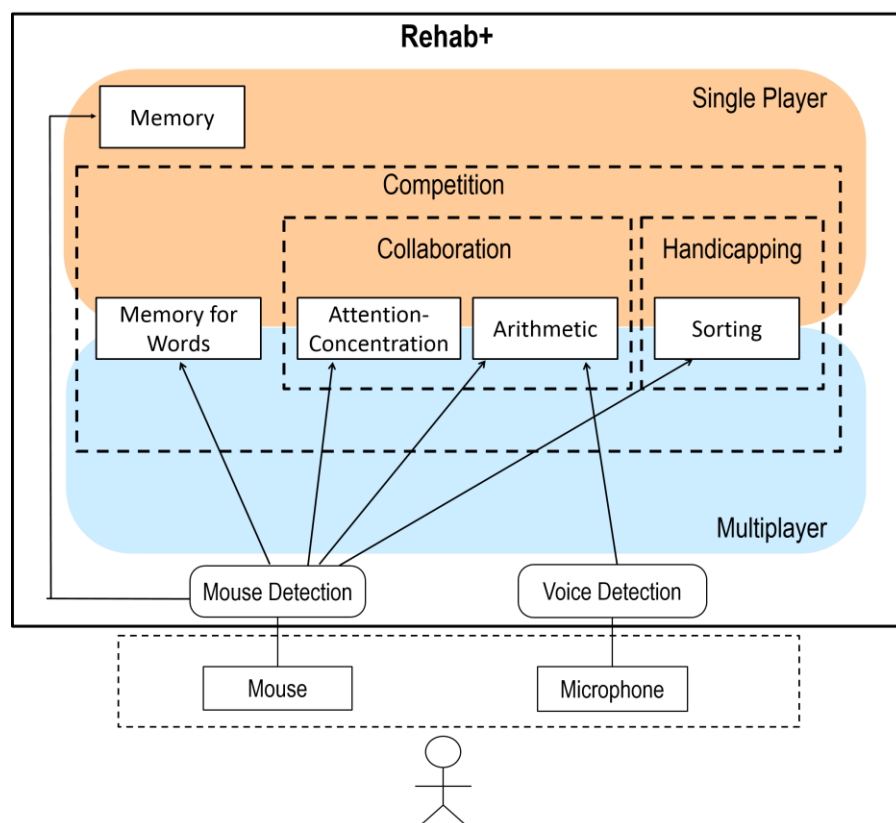 Rehab+
Single Player
Memory
Competition
Collaboration
Handicapping
Memory for
Words
Attention-
Concentration
Arithmetic
Sorting
Multiplayer
Mouse Detection
Voice Detection
Mouse
Microphone